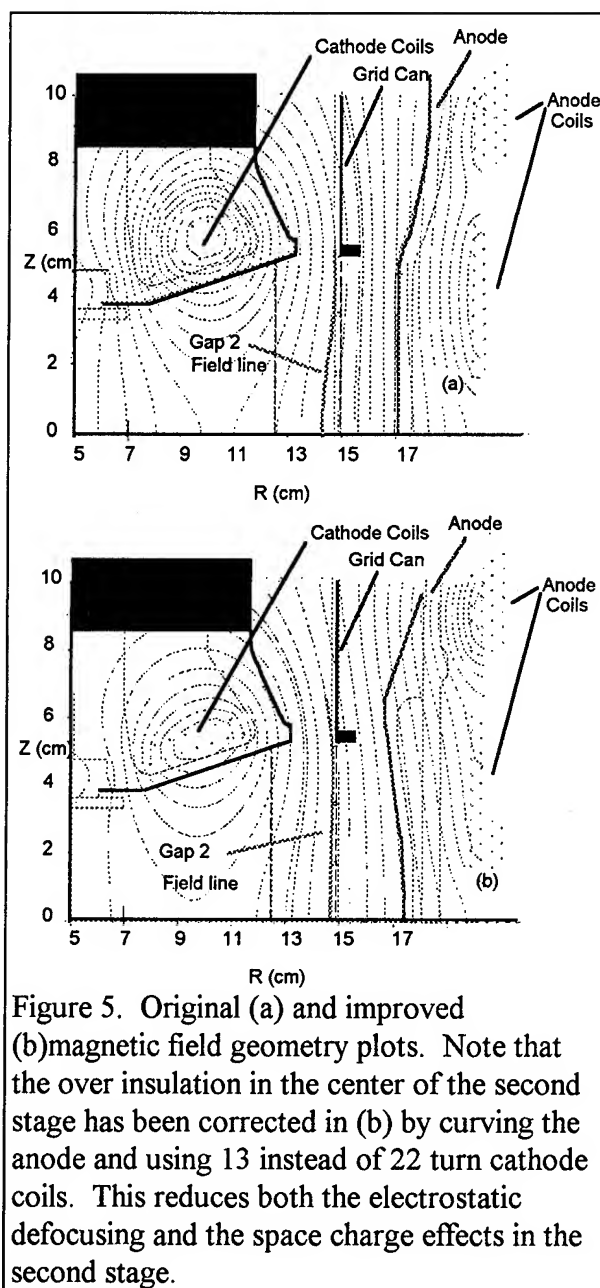 Cathode Coils
Anode
Grid Can
Anode
Coils
10
8
6
Z (cm)
4
2
0
Gap 2
Field line
(a)
5 7 9 11 13 15 17
R (cm)
Cathode Coils
Anode
Grid Can
Anode
Coils
10
8
6
Z (cm)
4
2
0
Gap 2
Field line
(b)
5 7 9 11 13 15 17
R (cm)
Figure 5. Original (a) and improved
(b)magnetic field geometry plots. Note that
the over insulation in the center of the second
stage has been corrected in (b) by curving the
anode and using 13 instead of 22 turn cathode
coils. This reduces both the electrostatic
defocusing and the space charge effects in the
second stage.